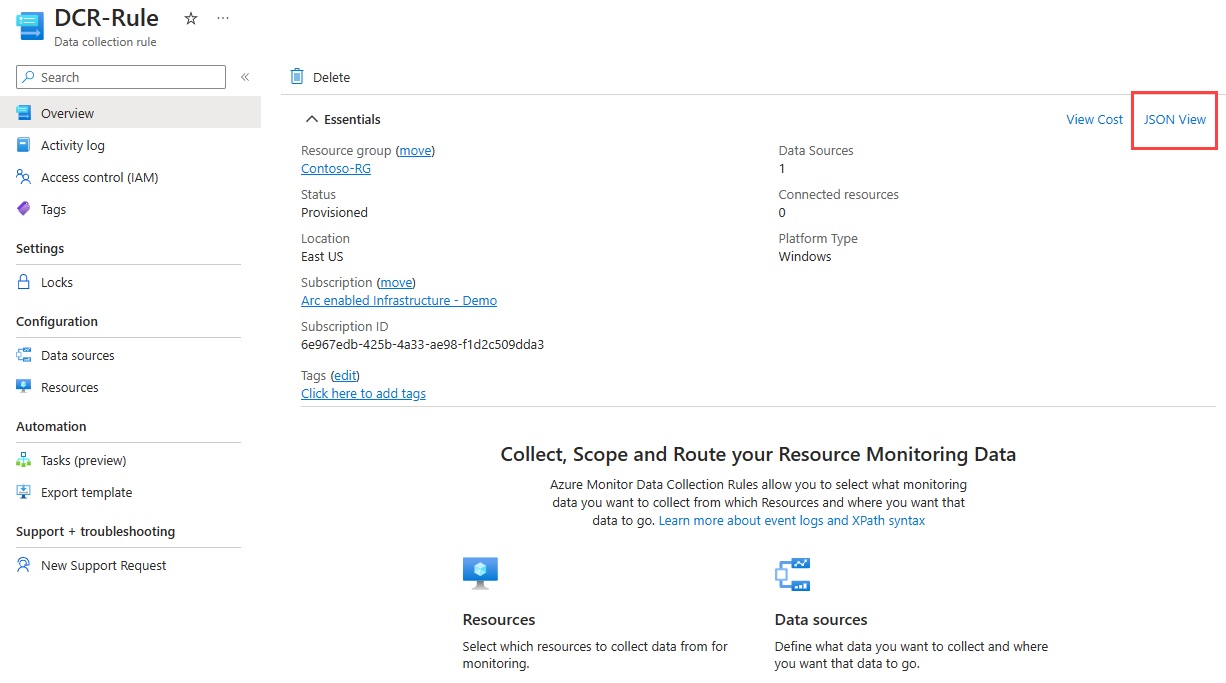 DCR-Rule
Data collection rule
Search
Overview
Activity log
Access control (IAM)
Tags
Settings
Locks
Configuration
Data sources
Resources
Automation
Tasks (preview)
Export template
Support + troubleshooting
New Support Request
Delete
Essentials
View Cost
JSON View
Resource group (move)
Contoso-RG
Status
Provisioned
Location
East US
Subscription (move)
Arc enabled Infrastructure - Demo
Subscription ID
6e967edb-425b-4a33-ae98-f1d2c509dda3
Tags (edit)
Click here to add tags
Data Sources
1
Connected resources
0
Platform Type
Windows
Collect, Scope and Route your Resource Monitoring Data
Azure Monitor Data Collection Rules allow you to select what monitoring
data you want to collect from which Resources and where you want that
data to go. Learn more about event logs and XPath syntax
Resources
Select which resources to collect data from for
monitoring.
Data sources
Define what data you want to collect and where
you want that data to go.